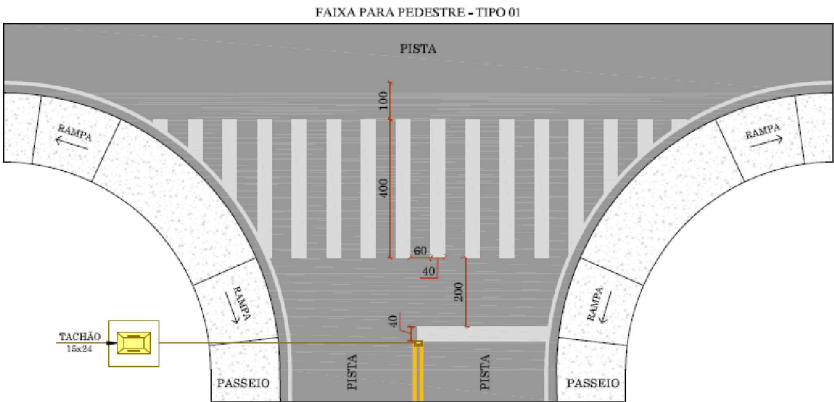 FAIXA PARA PEDESTRE - TIPO 01
PISTA
100
RAMPA
RAMPA
400
60
40
200
RAMPA
RAMPA
40
TACHÃO
15x24
PISTA
PISTA
PASSEIO
PASSEIO